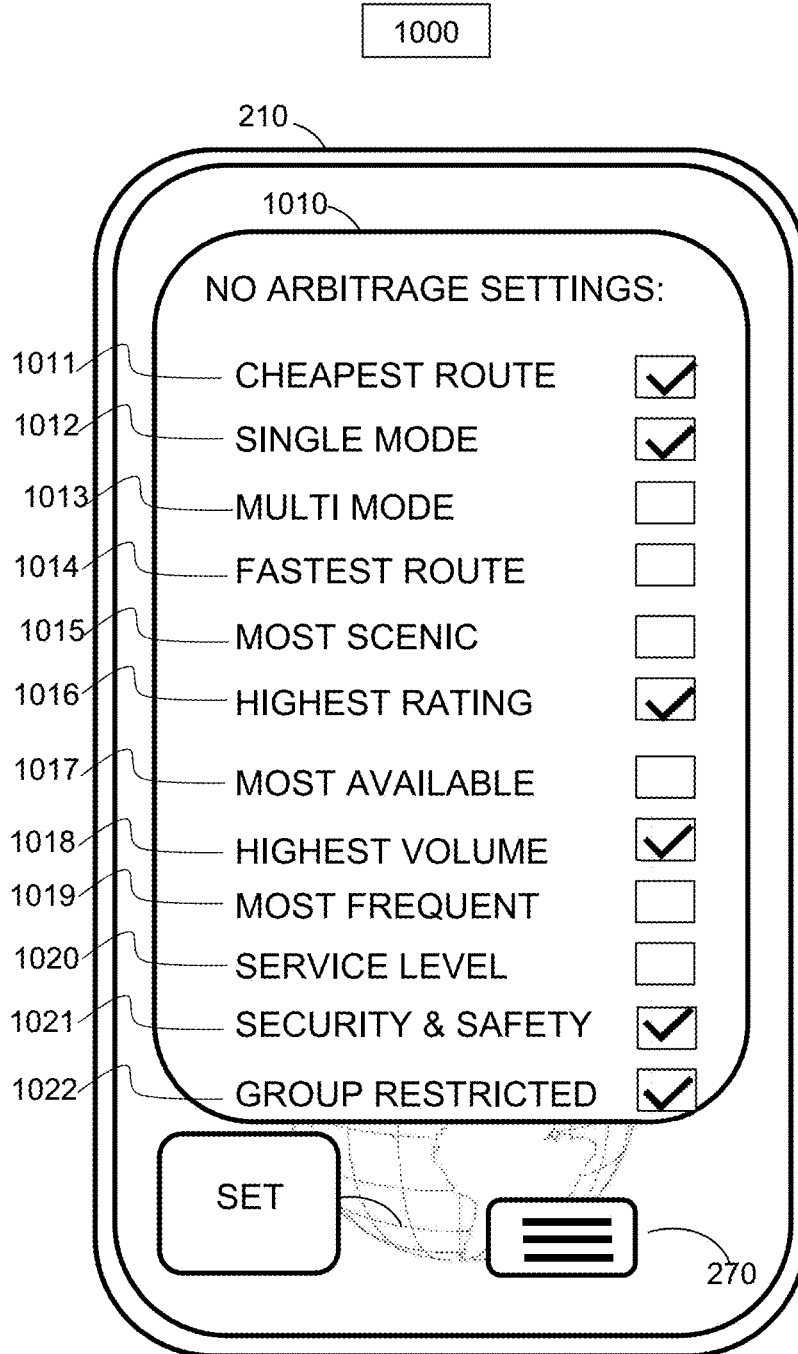 1000
210
1010
NO ARBITRAGE SETTINGS:
1011 CHEAPEST ROUTE
1012 SINGLE MODE
1013 MULTI MODE
1014 FASTEST ROUTE
1015 MOST SCENIC
1016 HIGHEST RATING
1017 MOST AVAILABLE
1018 HIGHEST VOLUME
1019 MOST FREQUENT
1020 SERVICE LEVEL
1021 SECURITY & SAFETY
1022 GROUP RESTRICTED
SET
270